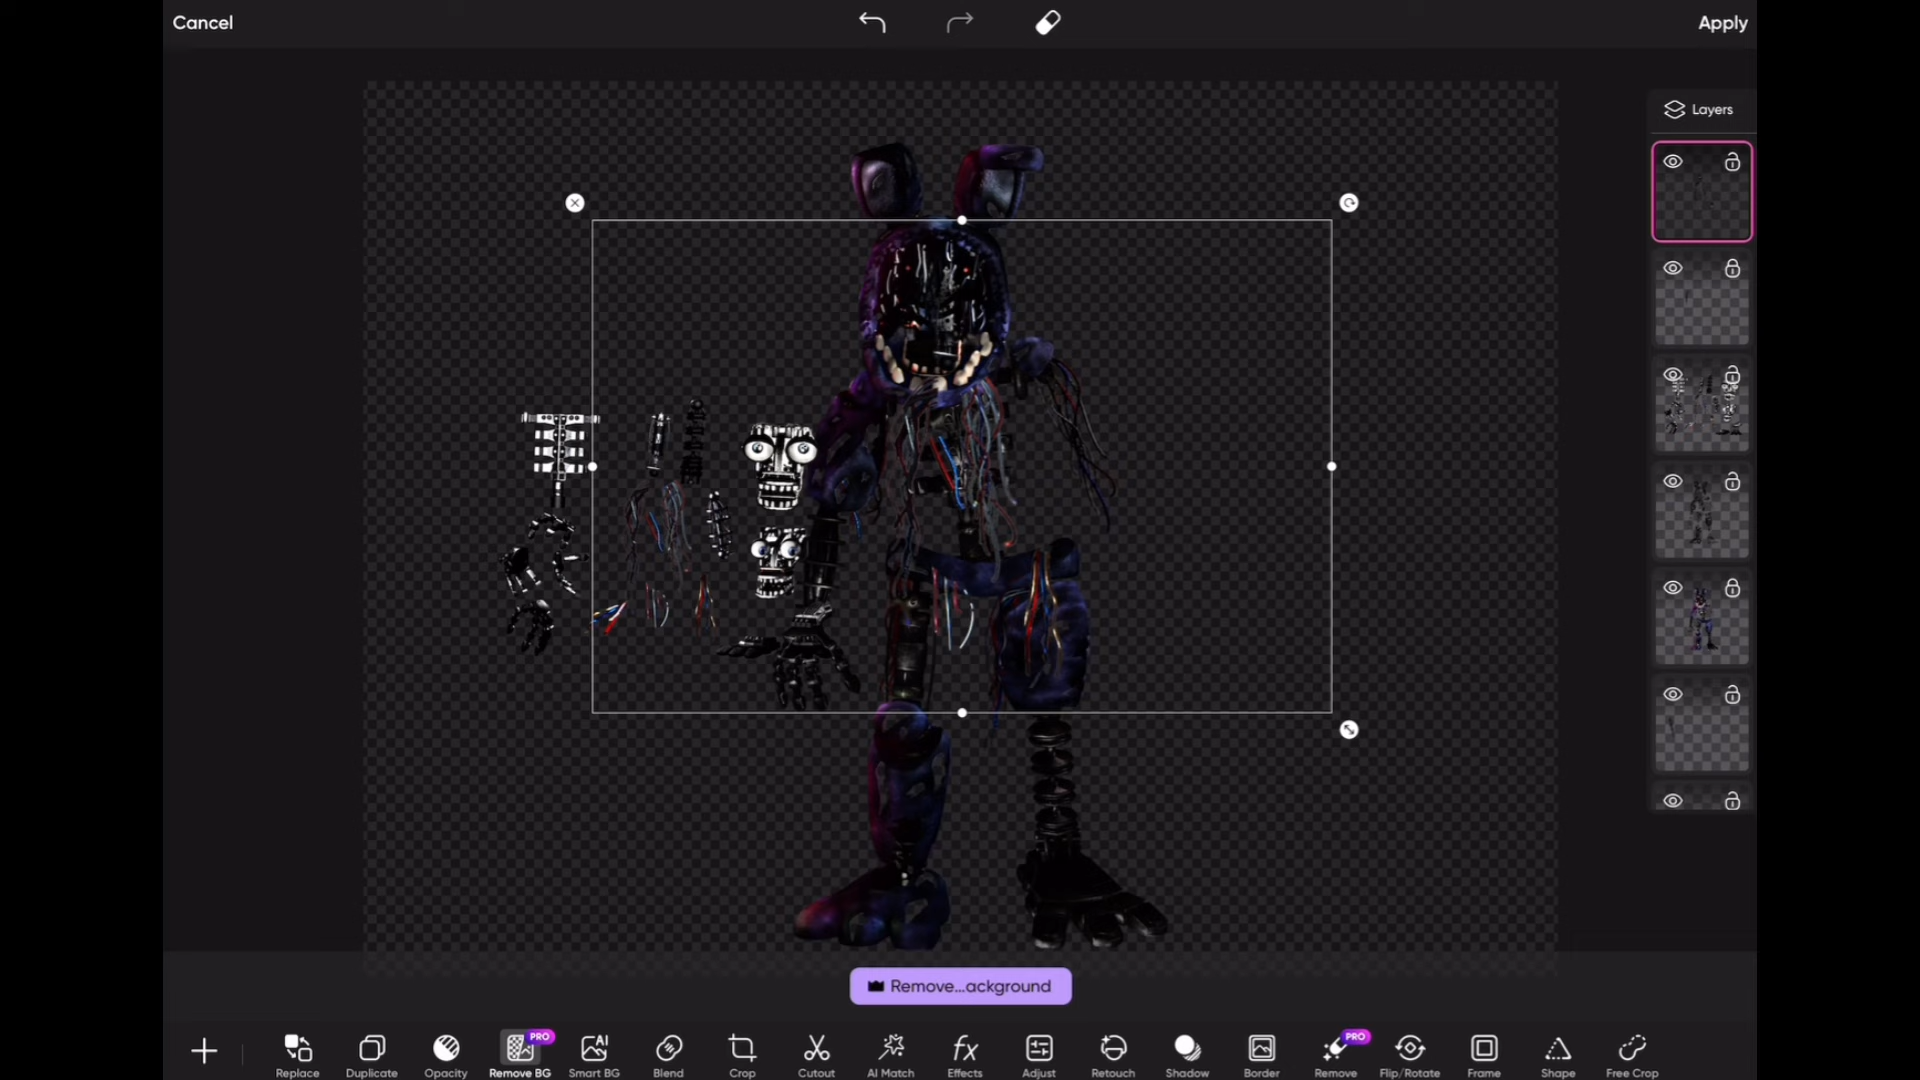 Cancel
Apply
Layers
Remove...ackground
PRO
PRO
Replace
Duplicate
Opacity
Remove BG
Smart BG
Blend
Crop
Cutout
AI Match
Effects
Adjust
Retouch
Shadow
Border
Remove
Flip/Rotate
Frame
Shape
Free Crop